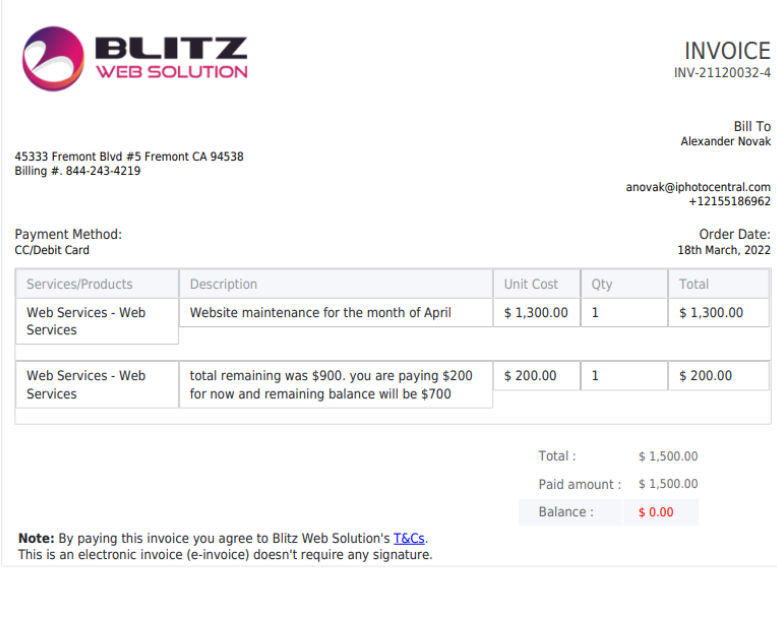 BLITZ
WEB SOLUTION
INVOICE
INV-21120032-4
Bill To
Alexander Novak
45333 Fremont Blvd #5 Fremont CA 94538
Billing #. 844-243-4219
anovak@iphotocentral.com
+12155186962
Payment Method:
CC/Debit Card
Order Date:
18th March, 2022
Services/Products Description Unit Cost Qty Total
Web Services - Web Website maintenance for the month of April $ 1,300.00 1 $ 1,300.00
Services
Web Services - Web total remaining was $900. you are paying $200 $ 200.00 1 $ 200.00
Services for now and remaining balance will be $700
Total : $ 1,500.00
Paid amount : $ 1,500.00
Balance : $ 0.00
Note: By paying this invoice you agree to Blitz Web Solution's T&Cs.
This is an electronic invoice (e-invoice) doesn't require any signature.